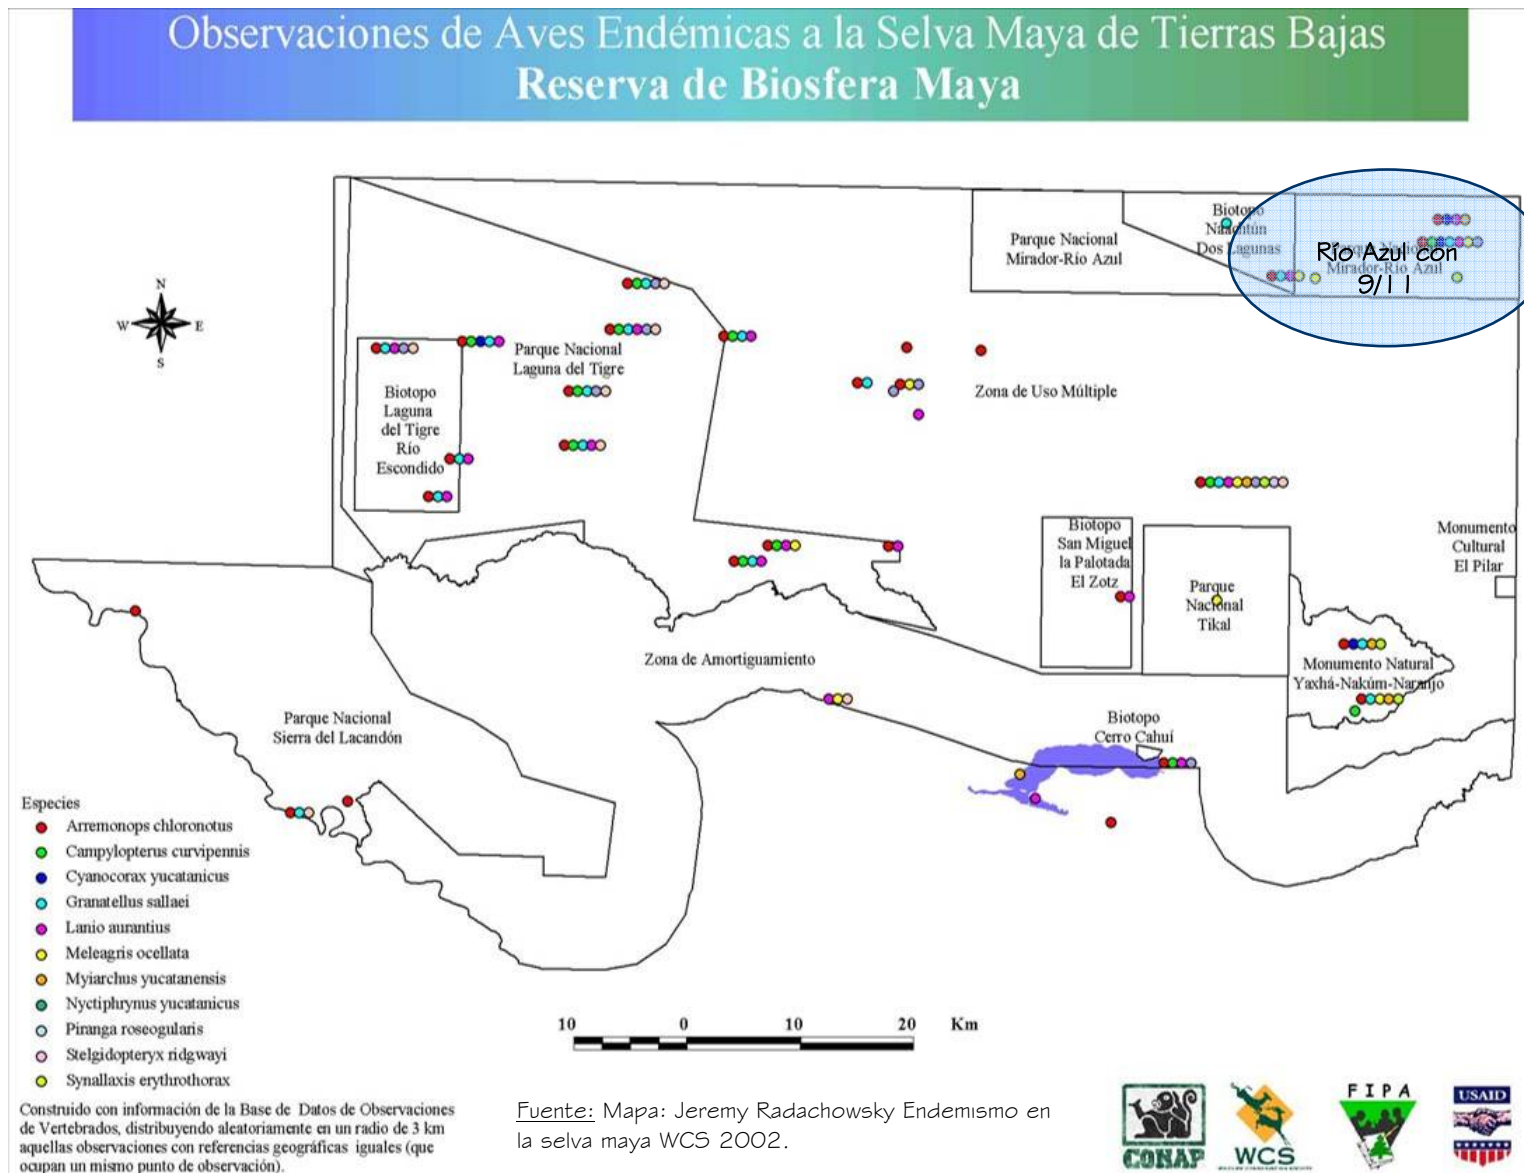 Observaciones de Aves Endémicas a la Selva Maya de Tierras Bajas
Reserva de Biosfera Maya
Biotopo
Naachtún
Dos Lagunas
Parque Nacional
Mirador-Río Azul
Parque Nacional
Mirador-Río Azul
Río Azul con
9/11
N
W
E
S
Parque Nacional
Laguna del Tigre
Biotopo
Laguna
del Tigre
Río
Escondido
Zona de Uso Múltiple
Biotopo
San Miguel
la Palotada
El Zotz
Parque
Nacional
Tikal
Monumento
Cultural
El Pilar
Zona de Amortiguamiento
Monumento Natural
Yaxhá-Nakúm-Naranjo
Parque Nacional
Sierra del Lacandón
Biotopo
Cerro Cahuí
Especies
Arremonops chloronotus
Campylopterus curvipennis
Cyanocorax yucatanicus
Granatellus sallaei
Lanio aurantius
Meleagris ocellata
Myiarchus yucatanensis
Nyctiphrynus yucatanicus
Piranga roseogularis
Stelgidopteryx ridgwayi
Synallaxis erythrothorax
10 0 10 20 Km
Construido con información de la Base de Datos de Observaciones
de Vertebrados, distribuyendo aleatoriamente en un radio de 3 km
aquellas observaciones con referencias geográficas iguales (que
ocupan un mismo punto de observación).
Fuente: Mapa: Jeremy Radachowsky Endemismo en
la selva maya WCS 2002.
CONAP
WCS
FIPA
USAID